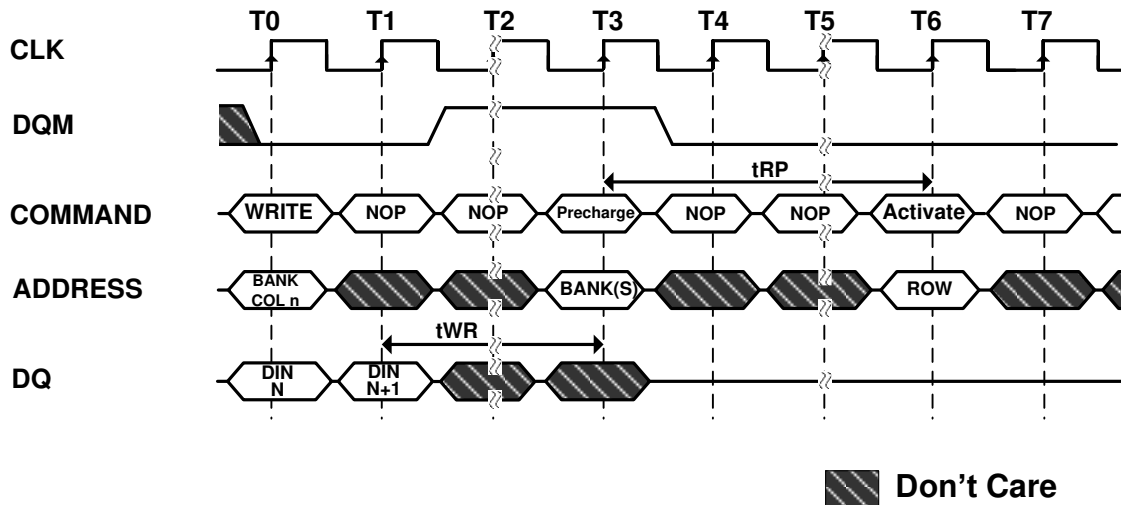 T0 T1 T2 T3 T4 T5 T6 T7
CLK
DQM
tRP
COMMAND WRITE NOP NOP Precharge NOP NOP Activate NOP
ADDRESS BANK COL n BANK(S) ROW
tWR
DQ DIN N DIN N+1
Don't Care